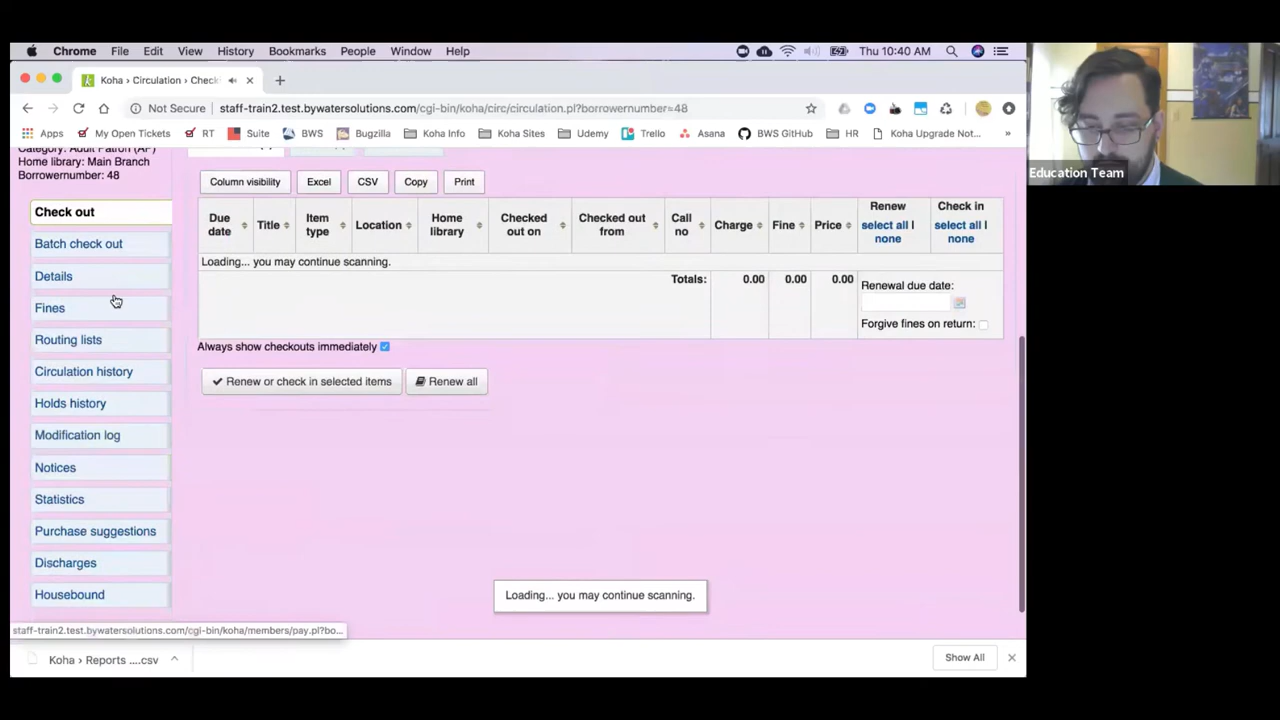 Chrome File Edit View History Bookmarks People Window Help Thu 10:40 AM
Koha › Circulation › Check
Not Secure staff-train2.test.bywatersolutions.com/cgi-bin/koha/circ/circulation.pl?borrowernumber=48
Apps My Open Tickets RT Suite BWS Bugzilla Koha Info Koha Sites Udemy Trello Asana BWS GitHub HR Koha Upgrade Not... »
Category: Adult Patron (AP)
Home library: Main Branch
Borrowernumber: 48
Check out
Batch check out
Details
Fines
Routing lists
Circulation history
Holds history
Modification log
Notices
Statistics
Purchase suggestions
Discharges
Housebound
Column visibility Excel CSV Copy Print
Due date Title Item type Location Home library Checked out on Checked out from Call no Charge Fine Price Renew select all | none Check in select all | none
Loading... you may continue scanning.
Totals: 0.00 0.00 0.00 Renewal due date:
Forgive fines on return:
Always show checkouts immediately
Renew or check in selected items Renew all
Loading... you may continue scanning.
staff-train2.test.bywatersolutions.com/cgi-bin/koha/members/pay.pl?bo...
Koha › Reports ....csv Show All
Education Team